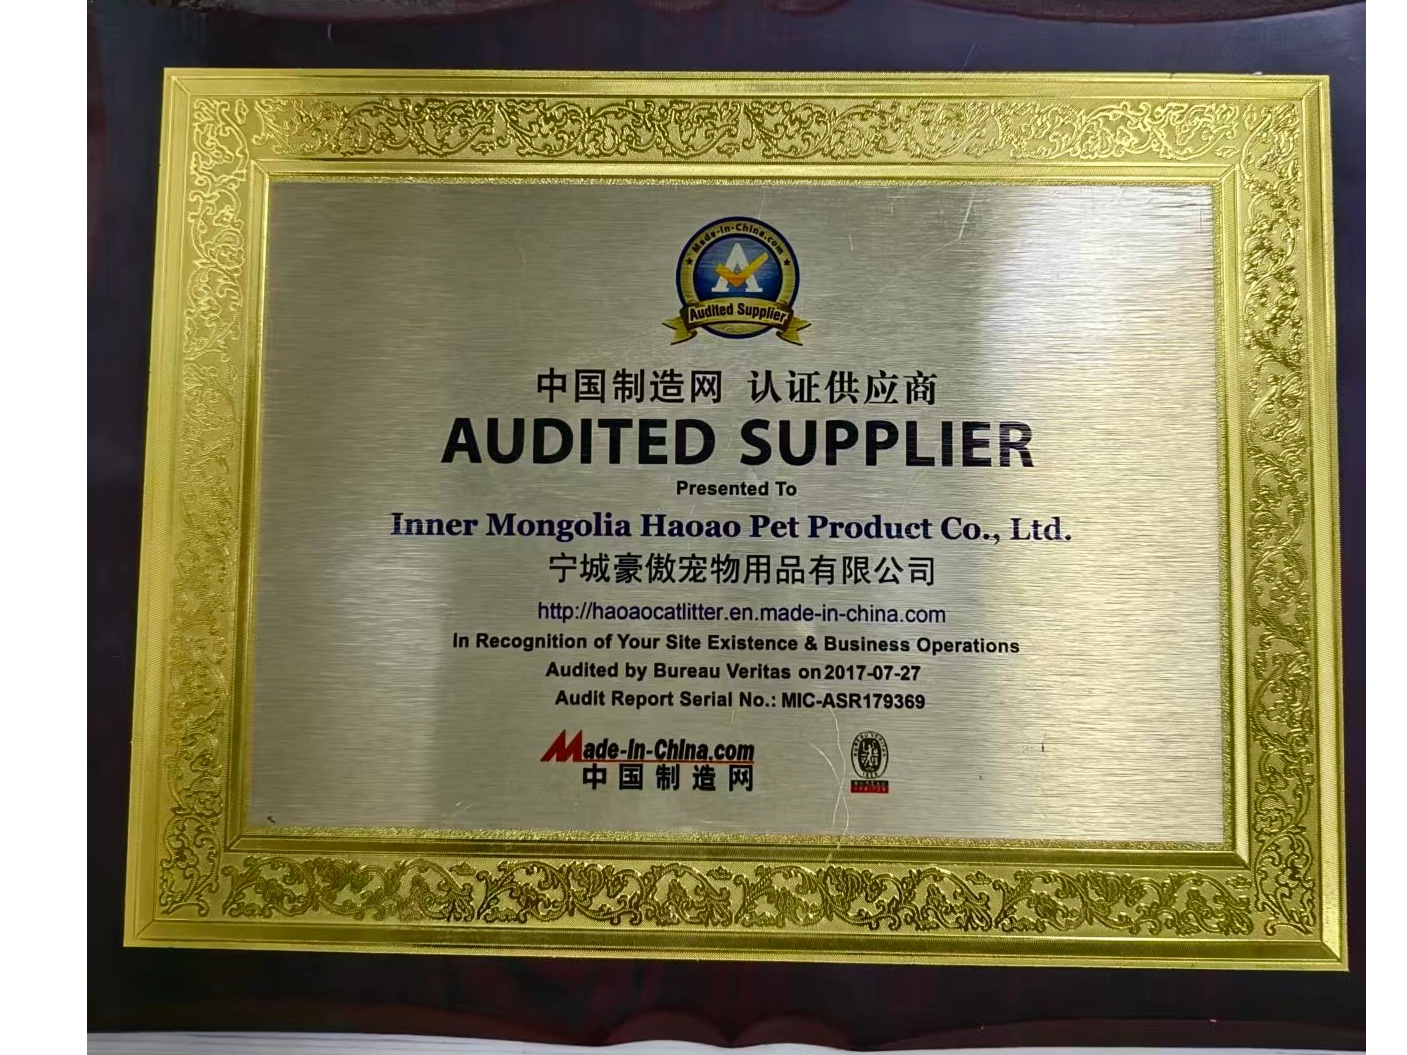 Made-in-China.com
A
Audited Supplier
中国制造网 认证供应商
AUDITED SUPPLIER
Presented To
Inner Mongolia Haoao Pet Product Co., Ltd.
宁城豪傲宠物用品有限公司
http://haoaocatlitter.en.made-in-china.com
In Recognition of Your Site Existence & Business Operations
Audited by Bureau Veritas on 2017-07-27
Audit Report Serial No.: MIC-ASR179369
Made-in-China.com
中国制造网